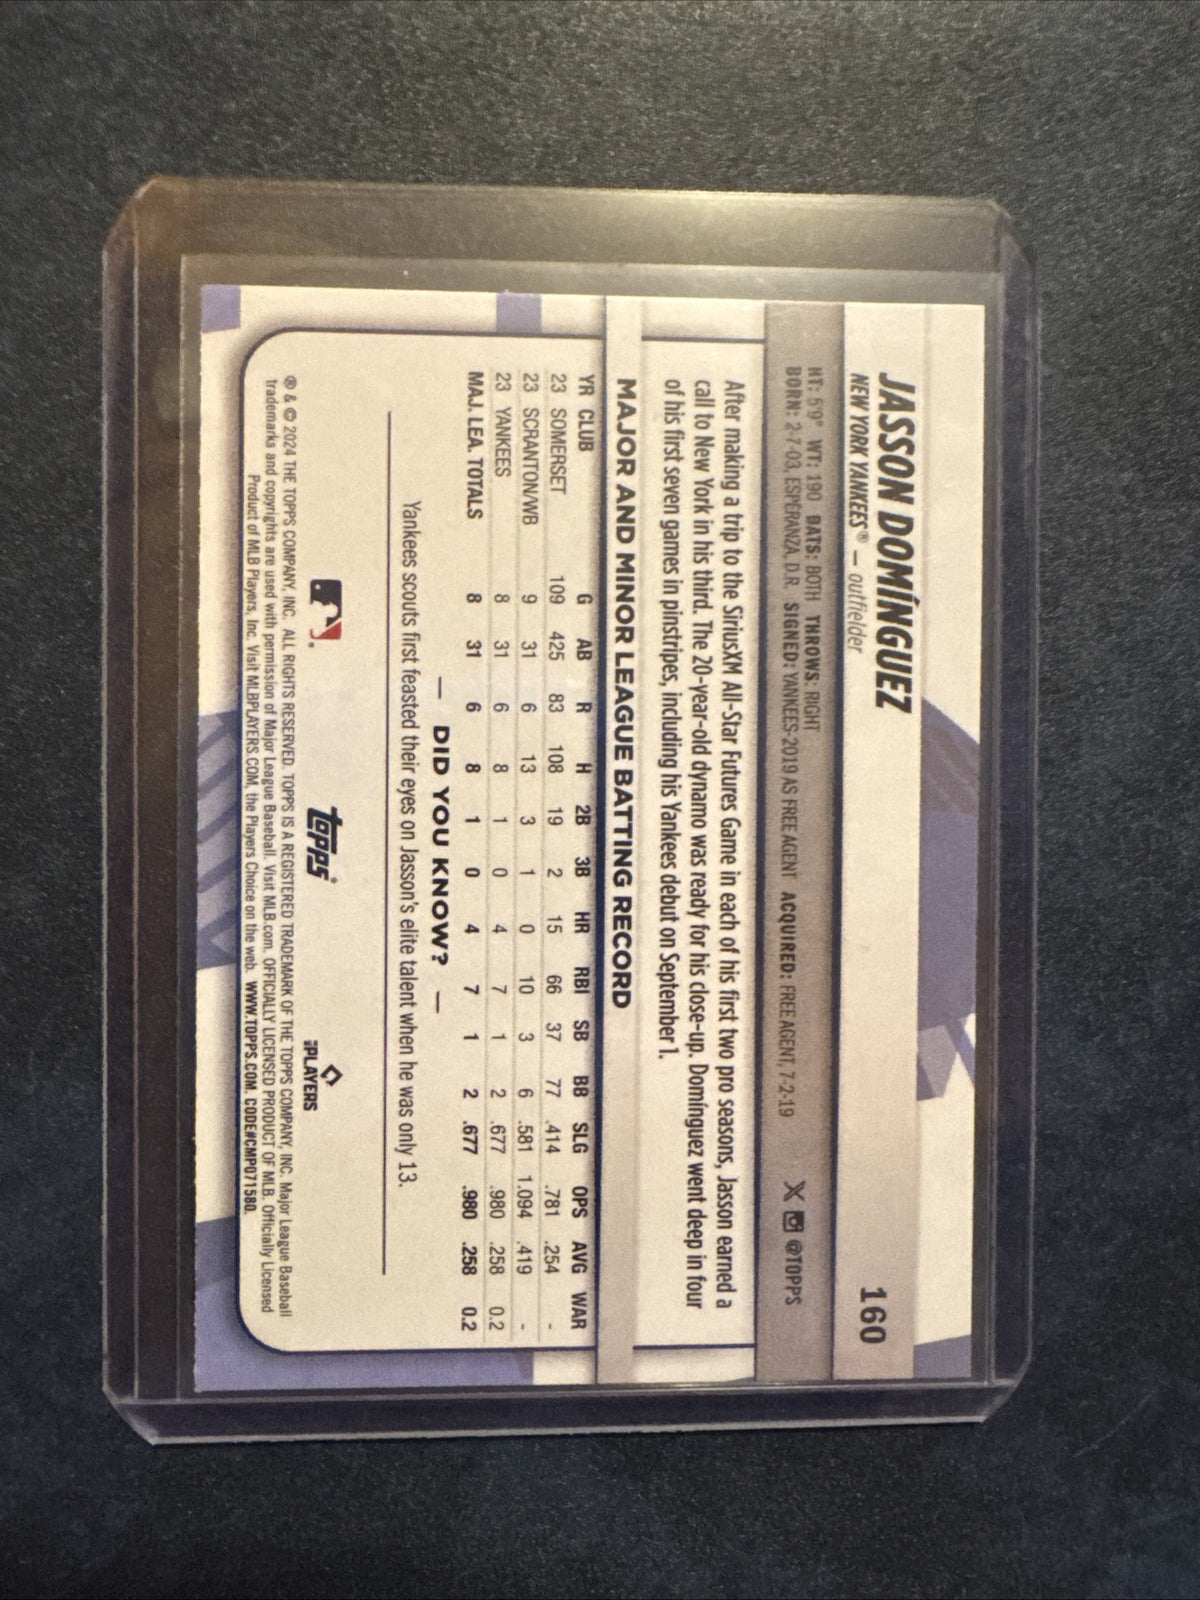 JASSON DOMÍNGUEZ 160
NEW YORK YANKEES® — outfielder
HT: 5'9" WT: 190 BATS: BOTH THROWS: RIGHT
BORN: 2-7-03, ESPERANZA, D.R. SIGNED: YANKEES-2019 AS FREE AGENT ACQUIRED: FREE AGENT, 7-2-19 X @TOPPS
After making a trip to the SiriusXM All-Star Futures Game in each of his first two pro seasons, Jasson earned a
call to New York in his third. The 20-year-old dynamo was ready for his close-up. Domínguez went deep in four
of his first seven games in pinstripes, including his Yankees debut on September 1.
MAJOR AND MINOR LEAGUE BATTING RECORD
YR CLUB G AB R H 2B 3B HR RBI SB BB SLG OPS AVG WAR
23 SOMERSET 109 425 83 108 19 2 15 66 37 77 .414 .781 .254 -
23 SCRANTON/WB 9 31 6 13 3 1 0 10 3 6 .581 1.094 .419 -
23 YANKEES 8 31 6 8 1 0 4 7 1 2 .677 .980 .258 0.2
MAJ. LEA. TOTALS 8 31 6 8 1 0 4 7 1 2 .677 .980 .258 0.2
— DID YOU KNOW? —
Yankees scouts first feasted their eyes on Jasson's elite talent when he was only 13.
topps® PLAYERS
® & © 2024 THE TOPPS COMPANY, INC. ALL RIGHTS RESERVED. TOPPS IS A REGISTERED TRADEMARK OF THE TOPPS COMPANY, INC. Major League Baseball
trademarks and copyrights are used with permission of Major League Baseball. Visit MLB.com. OFFICIALLY LICENSED PRODUCT OF MLB. Officially Licensed
Product of MLB Players, Inc. Visit MLBPLAYERS.COM, the Players Choice on the web. WWW.TOPPS.COM. CODE#CMP071580.